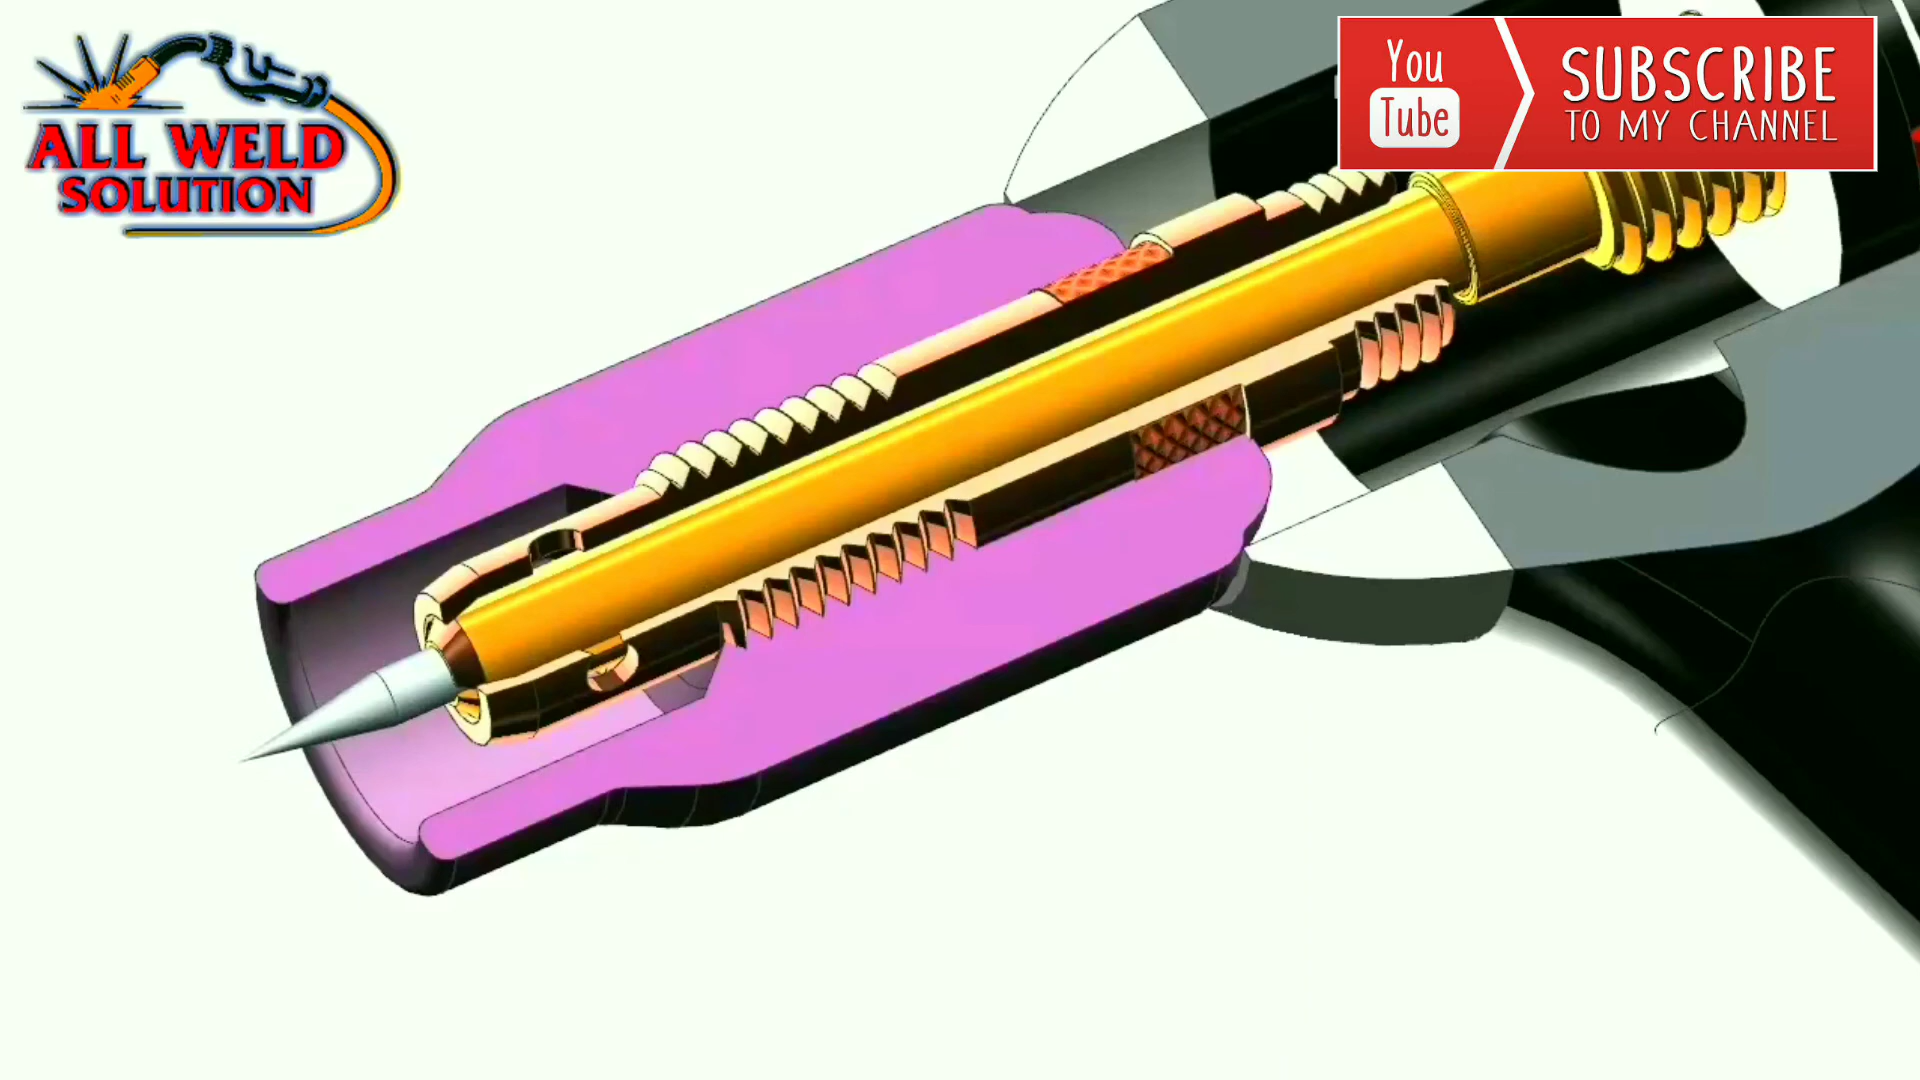 ALL WELD
SOLUTION
You
Tube
SUBSCRIBE
TO MY CHANNEL